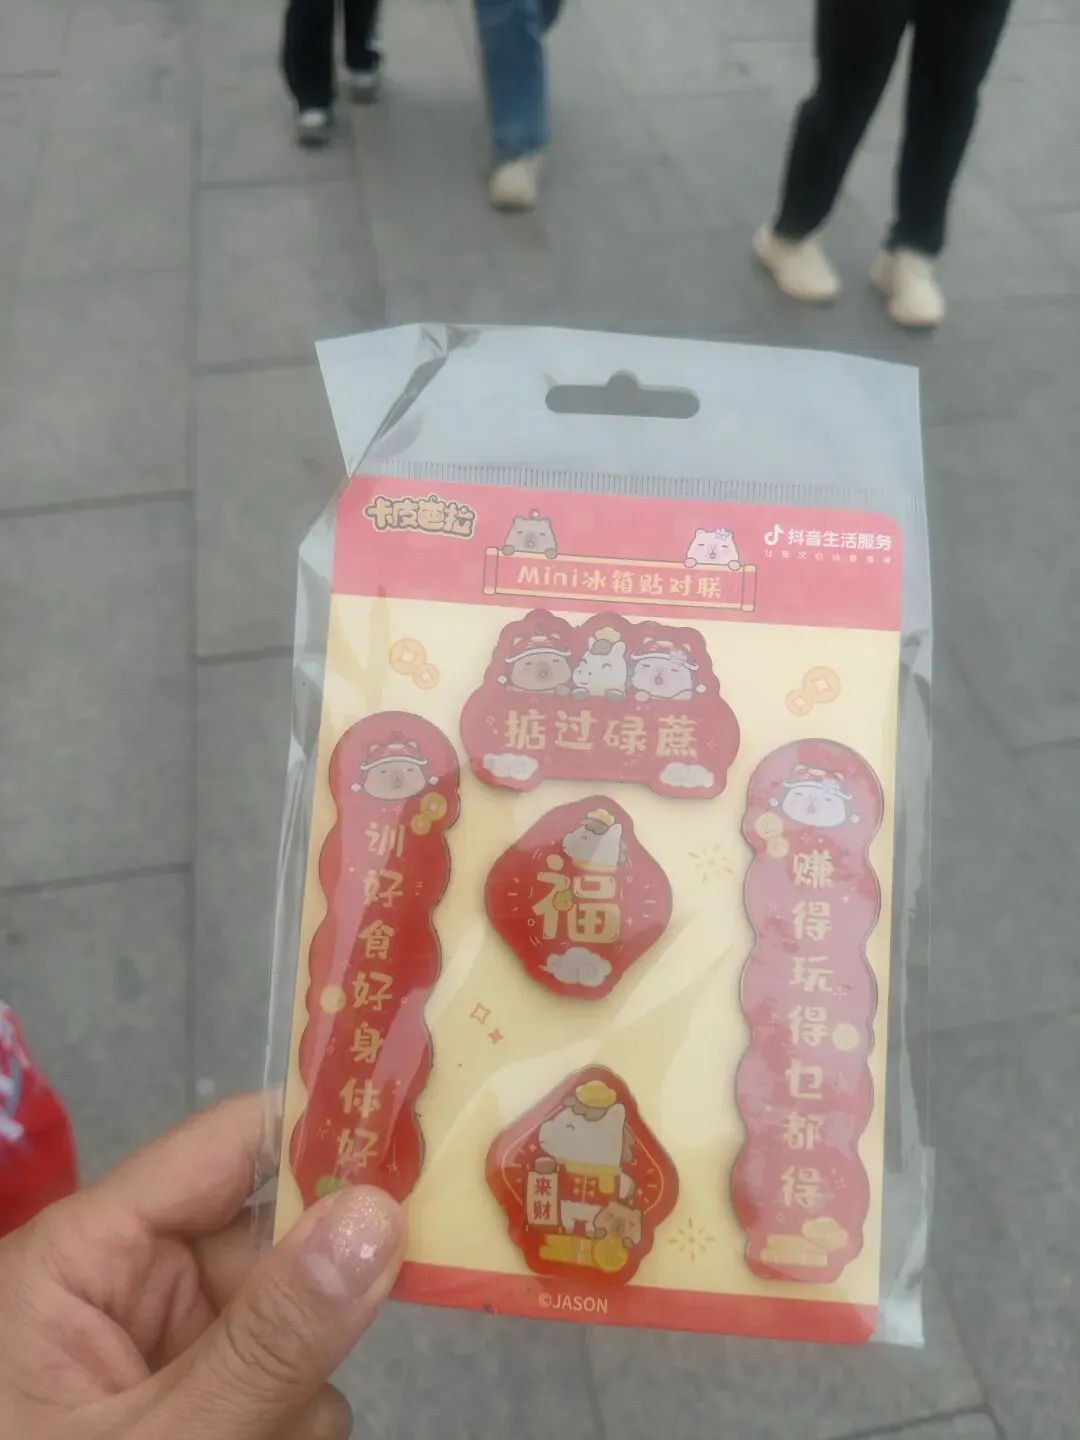 卡皮芭拉
抖音生活服务
Mini冰箱贴对联
掂过碌蔗
训好食好身体好
福
赚得玩得乜都得
来财
©JASON